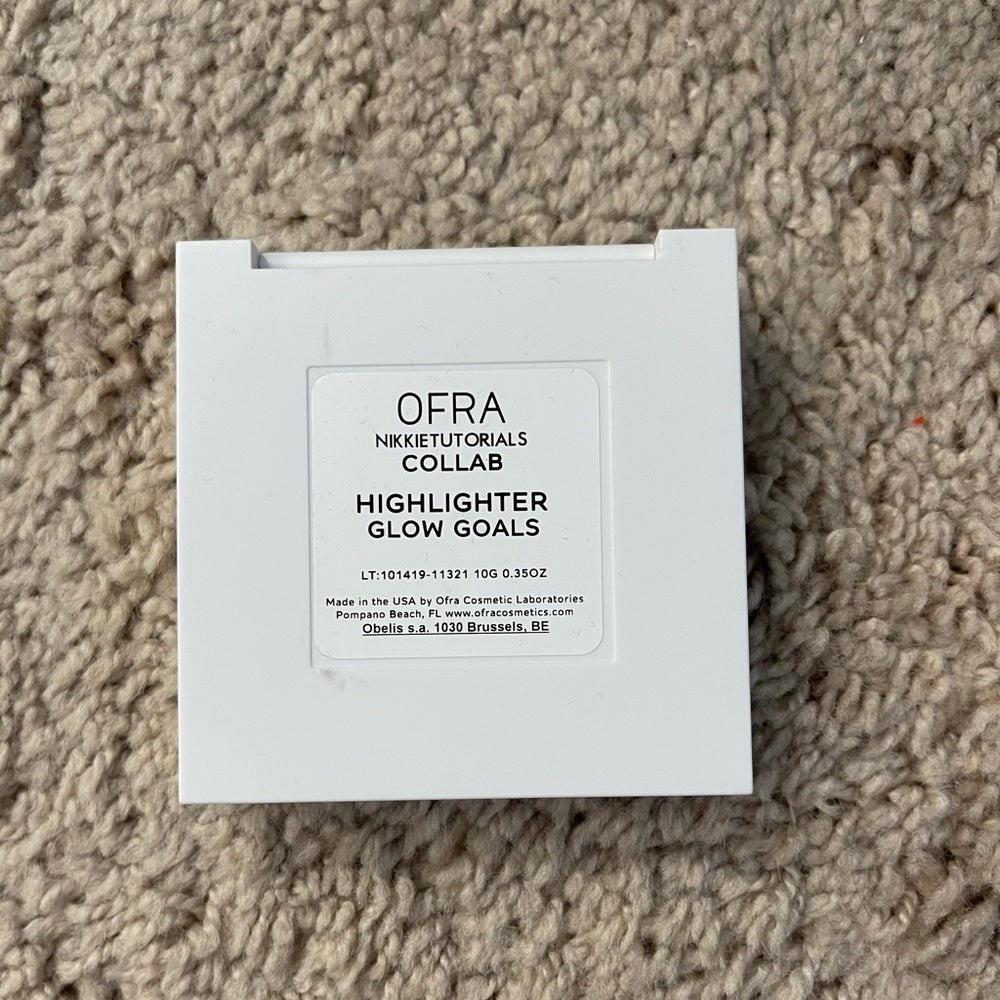 OFRA
NIKKIETUTORIALS
COLLAB
HIGHLIGHTER
GLOW GOALS
LT:101419-11321 10G 0.35OZ
Made in the USA by Ofra Cosmetic Laboratories
Pompano Beach, FL www.ofracosmetics.com
Obelis s.a. 1030 Brussels, BE